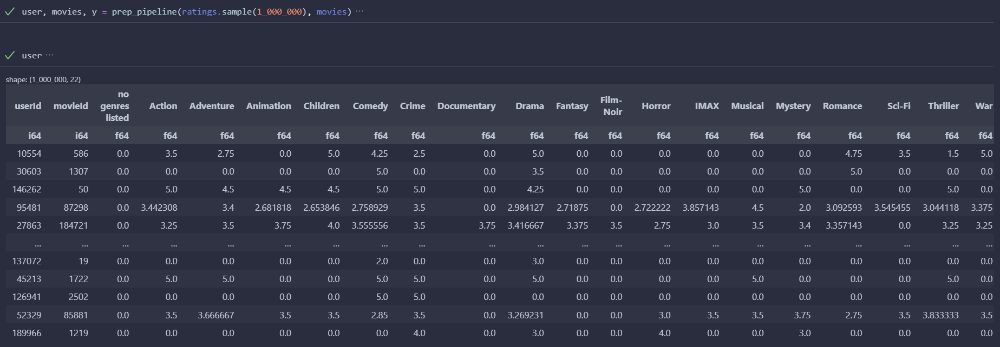 user, movies, y = prep_pipeline(ratings.sample(1_000_000), movies) ...
user ...
shape: (1_000_000, 22)
userId movieId no genres listed Action Adventure Animation Children Comedy Crime Documentary Drama Fantasy Film-Noir Horror IMAX Musical Mystery Romance Sci-Fi Thriller War
i64 i64 f64 f64 f64 f64 f64 f64 f64 f64 f64 f64 f64 f64 f64 f64 f64 f64 f64 f64 f64
10554 586 0.0 3.5 2.75 0.0 5.0 4.25 2.5 0.0 5.0 0.0 0.0 0.0 0.0 0.0 0.0 4.75 3.5 1.5 5.0
30603 1307 0.0 0.0 0.0 0.0 0.0 5.0 0.0 0.0 3.5 0.0 0.0 0.0 0.0 0.0 0.0 5.0 0.0 0.0 0.0
146262 50 0.0 5.0 4.5 4.5 4.5 5.0 5.0 0.0 4.25 0.0 0.0 0.0 0.0 0.0 5.0 0.0 0.0 5.0 0.0
95481 87298 0.0 3.442308 3.4 2.681818 2.653846 2.758929 3.5 0.0 2.984127 2.71875 0.0 2.722222 3.857143 4.5 2.0 3.092593 3.545455 3.044118 3.375
27863 184721 0.0 3.25 3.5 3.75 4.0 3.555556 3.5 3.75 3.416667 3.375 3.5 2.75 3.0 3.5 3.4 3.357143 0.0 3.25 3.25
... ... ... ... ... ... ... ... ... ... ... ... ... ... ... ... ... ... ... ... ...
137072 19 0.0 0.0 0.0 0.0 0.0 2.0 0.0 0.0 3.0 0.0 0.0 0.0 0.0 0.0 0.0 0.0 0.0 0.0 0.0
45213 1722 0.0 5.0 5.0 0.0 0.0 5.0 5.0 0.0 5.0 0.0 0.0 0.0 0.0 5.0 0.0 0.0 0.0 5.0 0.0
126941 2502 0.0 0.0 0.0 0.0 0.0 5.0 5.0 0.0 0.0 0.0 0.0 0.0 0.0 0.0 0.0 0.0 0.0 0.0 0.0
52329 85881 0.0 3.5 3.666667 3.5 3.5 2.85 3.5 0.0 3.269231 0.0 0.0 3.0 3.5 3.5 3.75 2.75 3.5 3.833333 3.5
189966 1219 0.0 0.0 0.0 0.0 0.0 0.0 4.0 0.0 3.0 0.0 0.0 4.0 0.0 0.0 3.0 0.0 0.0 0.0 0.0